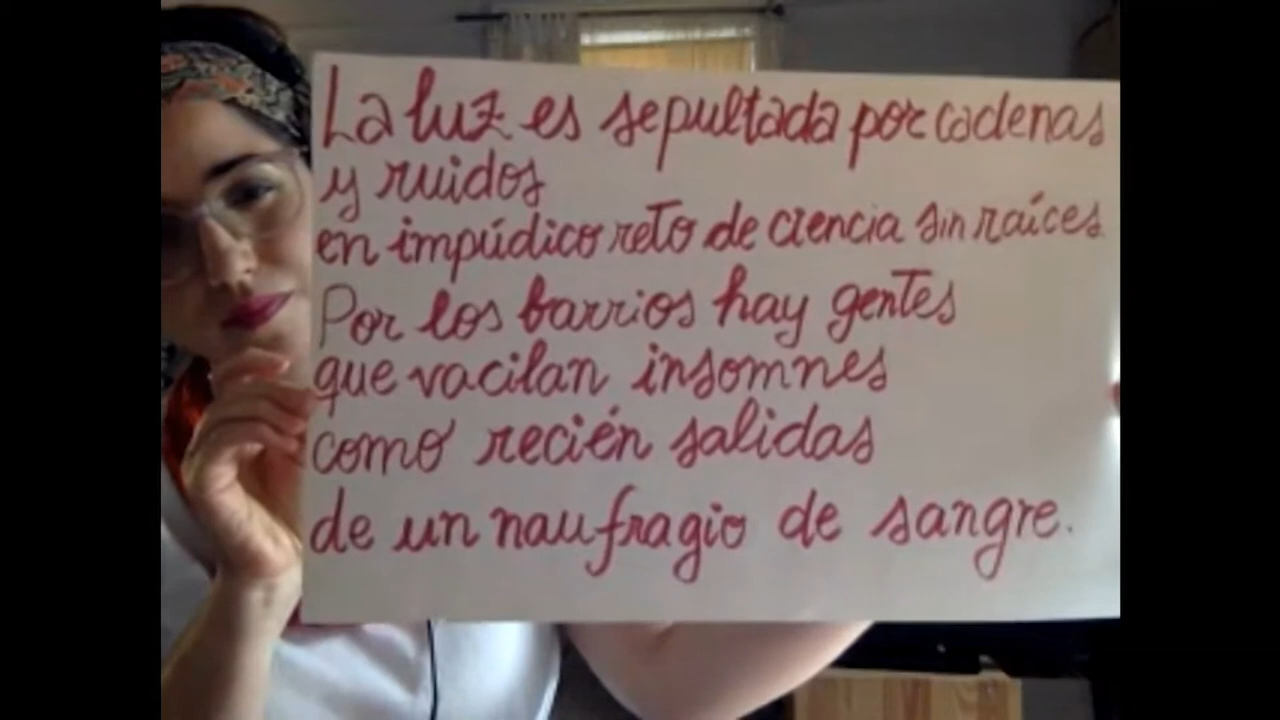 La luz es sepultada por cadenas
y ruidos
en impúdico reto de ciencia sin raíces.
Por los barrios hay gentes
que vacilan insomnes
como recién salidas
de un naufragio de sangre.